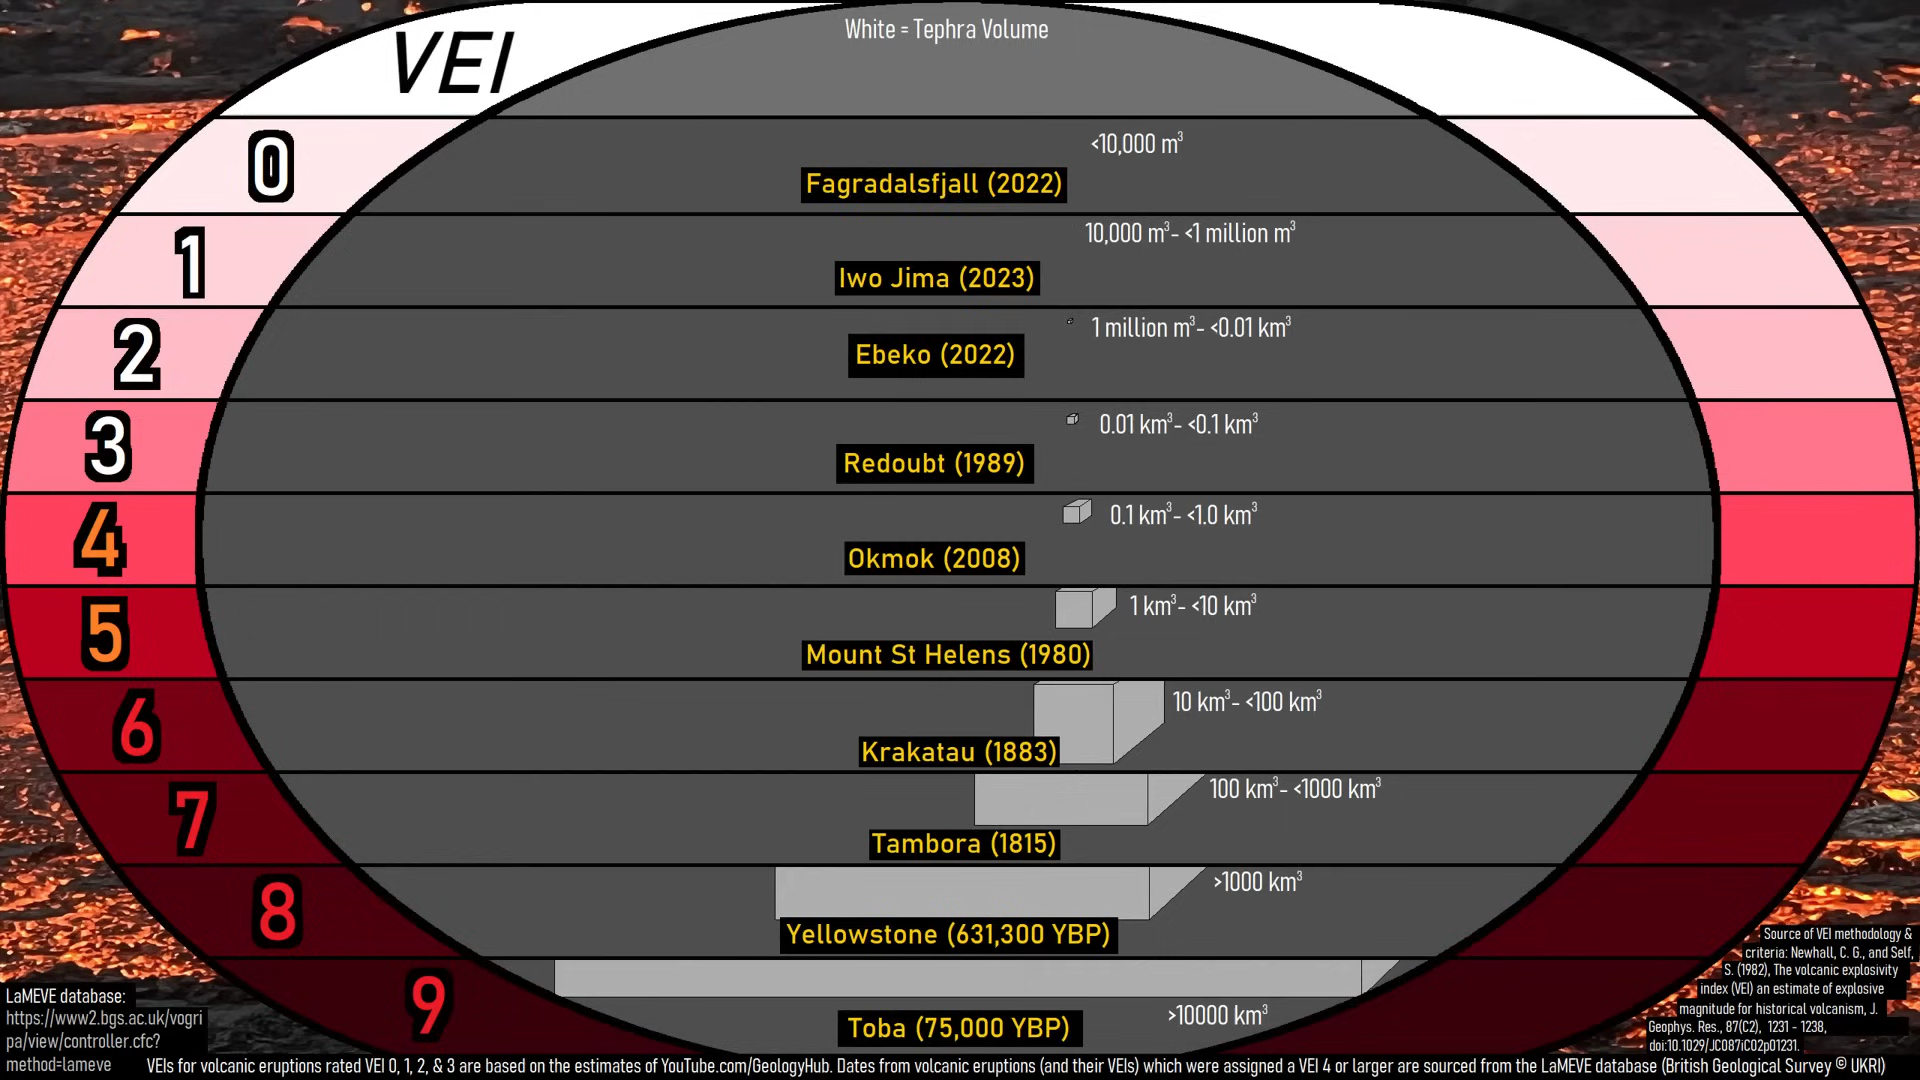 White = Tephra Volume
VEI
0
<10,000 m³
Fagradalsfjall (2022)
1
10,000 m³- <1 million m³
Iwo Jima (2023)
2
1 million m³- <0.01 km³
Ebeko (2022)
3
0.01 km³- <0.1 km³
Redoubt (1989)
4
0.1 km³- <1.0 km³
Okmok (2008)
5
1 km³- <10 km³
Mount St Helens (1980)
6
10 km³- <100 km³
Krakatau (1883)
7
100 km³- <1000 km³
Tambora (1815)
8
>1000 km³
Yellowstone (631,300 YBP)
9
>10000 km³
Toba (75,000 YBP)
Source of VEI methodology &
criteria: Newhall, C. G., and Self,
S. (1982), The volcanic explosivity
index (VEI) an estimate of explosive
magnitude for historical volcanism, J.
Geophys. Res., 87(C2), 1231 - 1238,
doi:10.1029/JC087iC02p01231.
LaMEVE database:
https://www2.bgs.ac.uk/vogri
pa/view/controller.cfc?
method=lameve
VEIs for volcanic eruptions rated VEI 0, 1, 2, & 3 are based on the estimates of YouTube.com/GeologyHub. Dates from volcanic eruptions (and their VEIs) which were assigned a VEI 4 or larger are sourced from the LaMEVE database (British Geological Survey © UKRI)